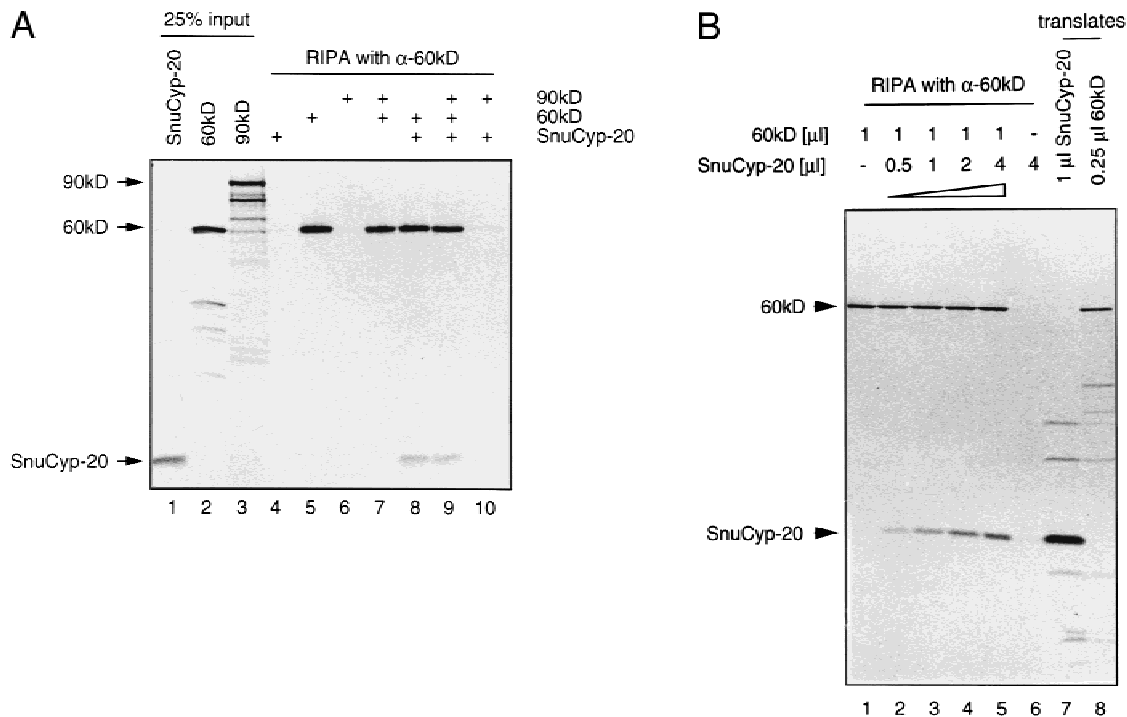 A
25% input
SnuCyp-20
60kD
90kD
RIPA with α-60kD
+ + + + 90kD
+ + + + 60kD
+ + + + SnuCyp-20
90kD
60kD
SnuCyp-20
1 2 3 4 5 6 7 8 9 10
B
translates
RIPA with α-60kD
1 µl SnuCyp-20
0.25 µl 60kD
60kD [µl] 1 1 1 1 1 -
SnuCyp-20 [µl] - 0.5 1 2 4 4
60kD
SnuCyp-20
1 2 3 4 5 6 7 8